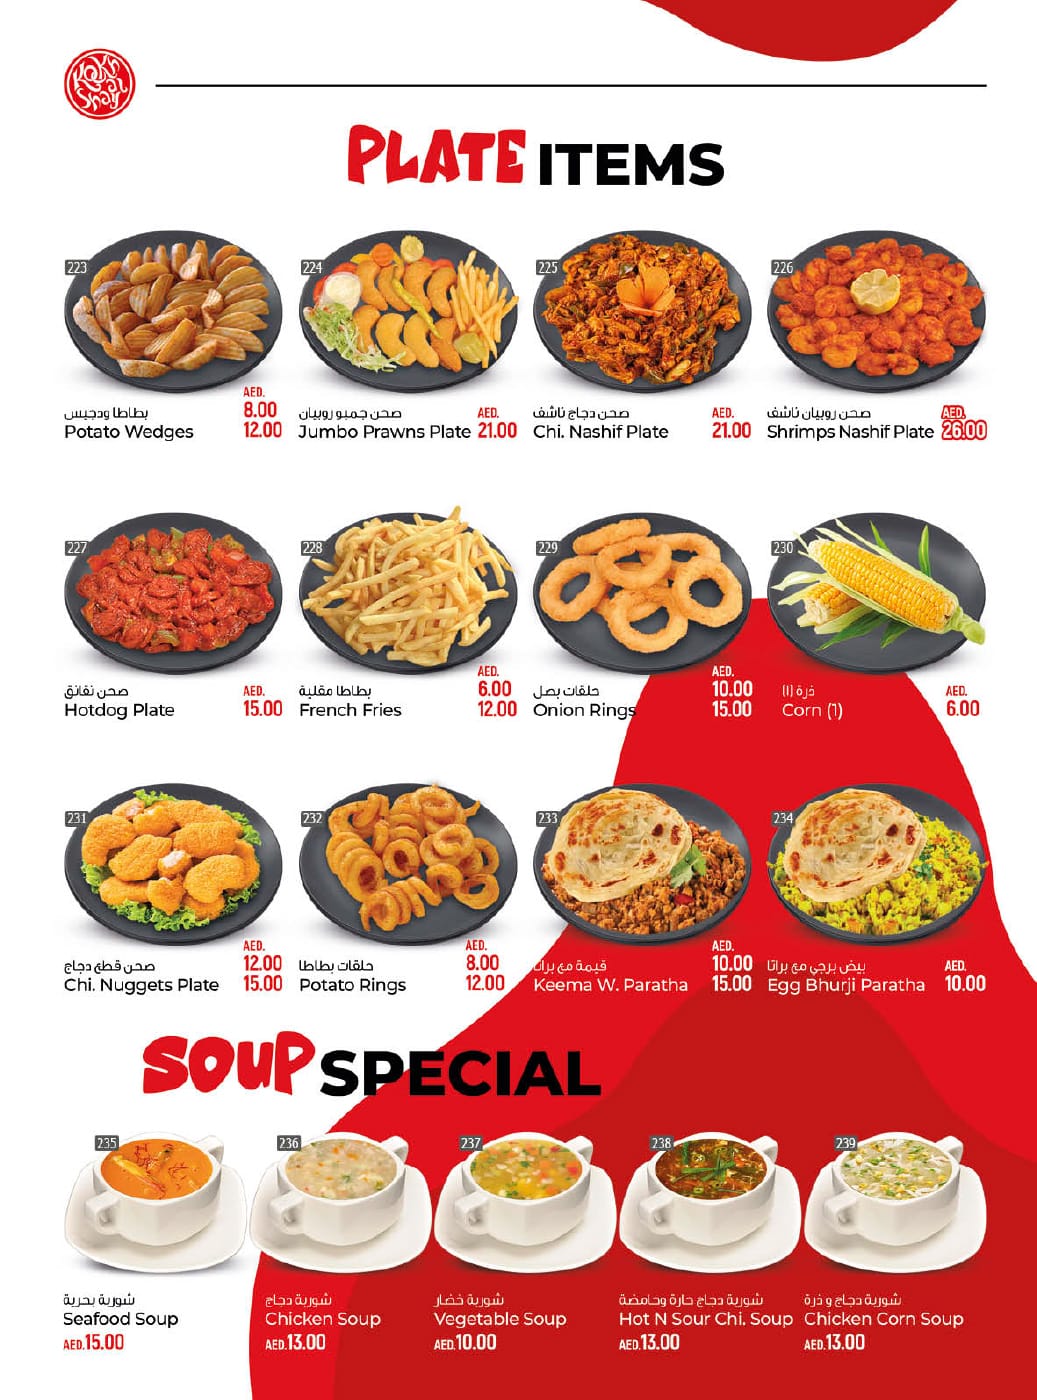 Kakn al Shay
PLATE ITEMS
223
224
225
226
بطاطا ودجيس
Potato Wedges
AED.
8.00
12.00
صحن جمبو روبيان
Jumbo Prawns Plate
AED.
21.00
صحن دجاج ناشف
Chi. Nashif Plate
AED.
21.00
صحن روبيان ناشف
Shrimps Nashif Plate
AED.
26.00
227
228
229
230
صحن نقانق
Hotdog Plate
AED.
15.00
بطاطا مقلية
French Fries
AED.
6.00
12.00
حلقات بصل
Onion Rings
AED.
10.00
15.00
ذرة (١)
Corn (1)
AED.
6.00
231
232
233
234
صحن قطع دجاج
Chi. Nuggets Plate
AED.
12.00
15.00
حلقات بطاطا
Potato Rings
AED.
8.00
12.00
قيمة مع براتا
Keema W. Paratha
AED.
10.00
15.00
بيض برجي مع براتا
Egg Bhurji Paratha
AED.
10.00
SOUP SPECIAL
235
236
237
238
239
شوربة بحرية
Seafood Soup
AED.15.00
شوربة دجاج
Chicken Soup
AED.13.00
شوربة خضار
Vegetable Soup
AED.10.00
شوربة دجاج حارة وحامضة
Hot N Sour Chi. Soup
AED.13.00
شوربة دجاج و ذرة
Chicken Corn Soup
AED.13.00